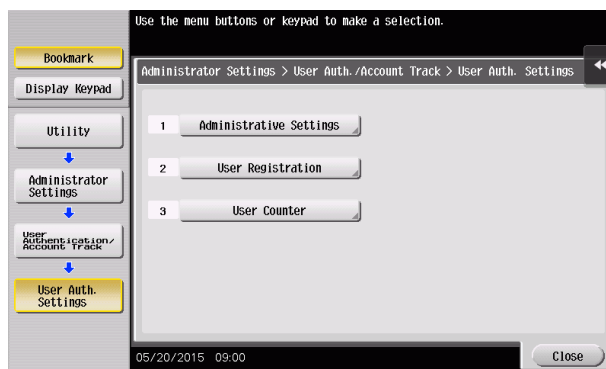 Use the menu buttons or keypad to make a selection.
Bookmark
Display Keypad
Utility
Administrator
Settings
User
Authentication/
Account Track
User Auth.
Settings
Administrator Settings > User Auth./Account Track > User Auth. Settings
1 Administrative Settings
2 User Registration
3 User Counter
05/20/2015 09:00
Close